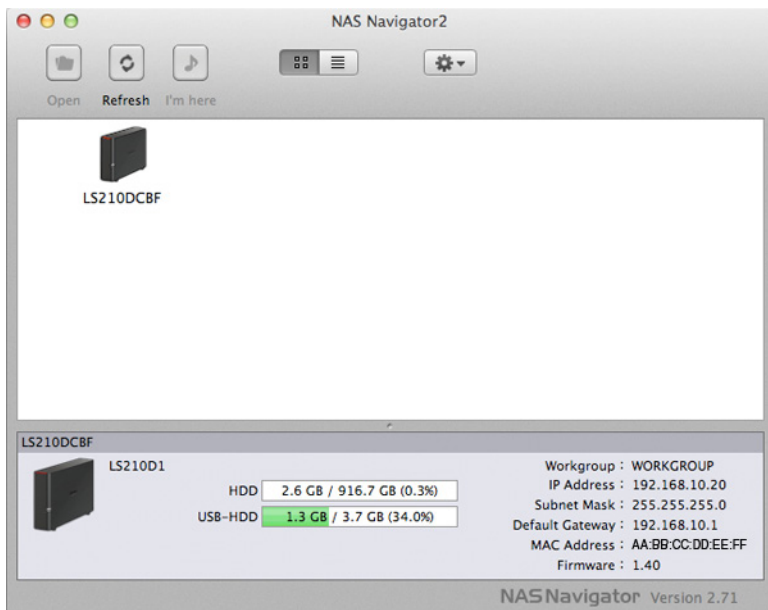 NAS Navigator2
Open Refresh I'm here
LS210DCBF
LS210DCBF
LS210D1
HDD 2.6 GB / 916.7 GB (0.3%)
USB-HDD 1.3 GB / 3.7 GB (34.0%)
Workgroup : WORKGROUP
IP Address : 192.168.10.20
Subnet Mask : 255.255.255.0
Default Gateway : 192.168.10.1
MAC Address : AA:BB:CC:DD:EE:FF
Firmware : 1.40
NAS Navigator Version 2.71